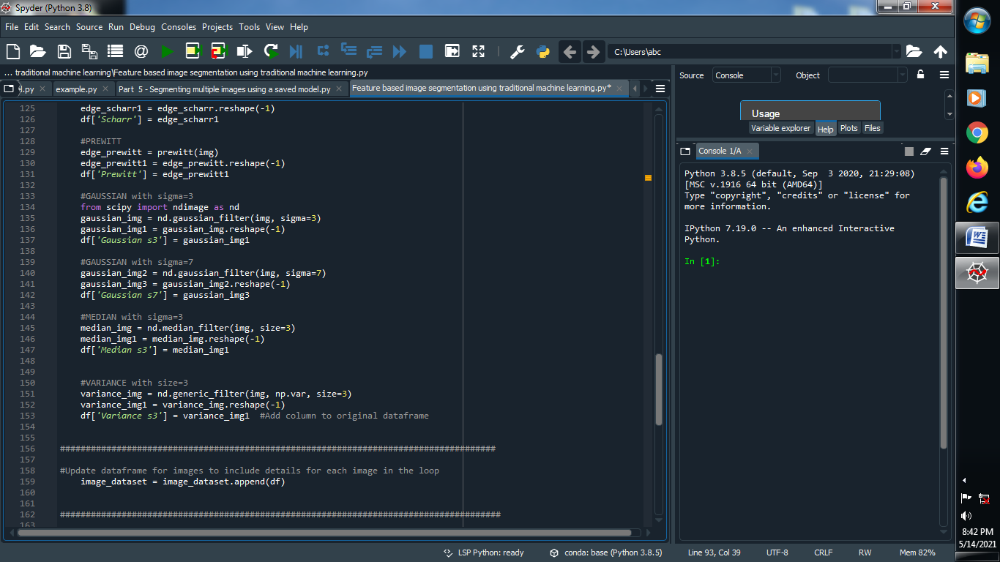 Spyder (Python 3.8)
File Edit Search Source Run Debug Consoles Projects Tools View Help
C:\Users\abc
... traditional machine learning\Feature based image segmentation using traditional machine learning.py
el.py example.py Part 5 - Segmenting multiple images using a saved model.py Feature based image segmentation using traditional machine learning.py*
125 edge_scharr1 = edge_scharr.reshape(-1)
126 df['Scharr'] = edge_scharr1
127
128 #PREWITT
129 edge_prewitt = prewitt(img)
130 edge_prewitt1 = edge_prewitt.reshape(-1)
131 df['Prewitt'] = edge_prewitt1
132
133 #GAUSSIAN with sigma=3
134 from scipy import ndimage as nd
135 gaussian_img = nd.gaussian_filter(img, sigma=3)
136 gaussian_img1 = gaussian_img.reshape(-1)
137 df['Gaussian s3'] = gaussian_img1
138
139 #GAUSSIAN with sigma=7
140 gaussian_img2 = nd.gaussian_filter(img, sigma=7)
141 gaussian_img3 = gaussian_img2.reshape(-1)
142 df['Gaussian s7'] = gaussian_img3
143
144 #MEDIAN with sigma=3
145 median_img = nd.median_filter(img, size=3)
146 median_img1 = median_img.reshape(-1)
147 df['Median s3'] = median_img1
148
149
150 #VARIANCE with size=3
151 variance_img = nd.generic_filter(img, np.var, size=3)
152 variance_img1 = variance_img.reshape(-1)
153 df['Variance s3'] = variance_img1 #Add column to original dataframe
154
155
156 #####################################################################################
157
158 #Update dataframe for images to include details for each image in the loop
159 image_dataset = image_dataset.append(df)
160
161
162 ######################################################################################
163
Source Console Object
Usage
Variable explorer Help Plots Files
Console 1/A
Python 3.8.5 (default, Sep 3 2020, 21:29:08)
[MSC v.1916 64 bit (AMD64)]
Type "copyright", "credits" or "license" for
more information.
IPython 7.19.0 -- An enhanced Interactive
Python.
In [1]:
LSP Python: ready conda: base (Python 3.8.5) Line 93, Col 39 UTF-8 CRLF RW Mem 82%
8:42 PM
5/14/2021